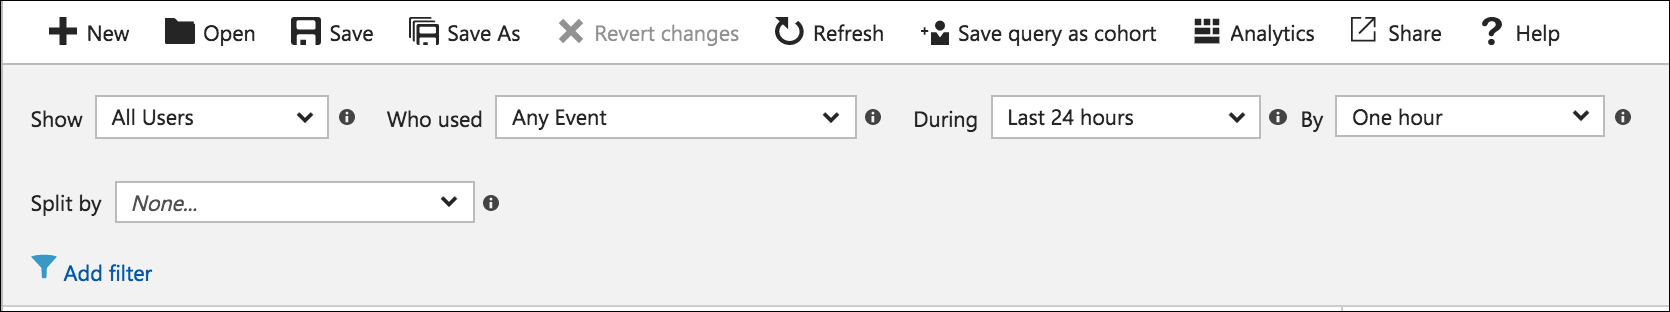 New Open Save Save As Revert changes Refresh Save query as cohort Analytics Share Help
Show All Users Who used Any Event During Last 24 hours By One hour
Split by None...
Add filter